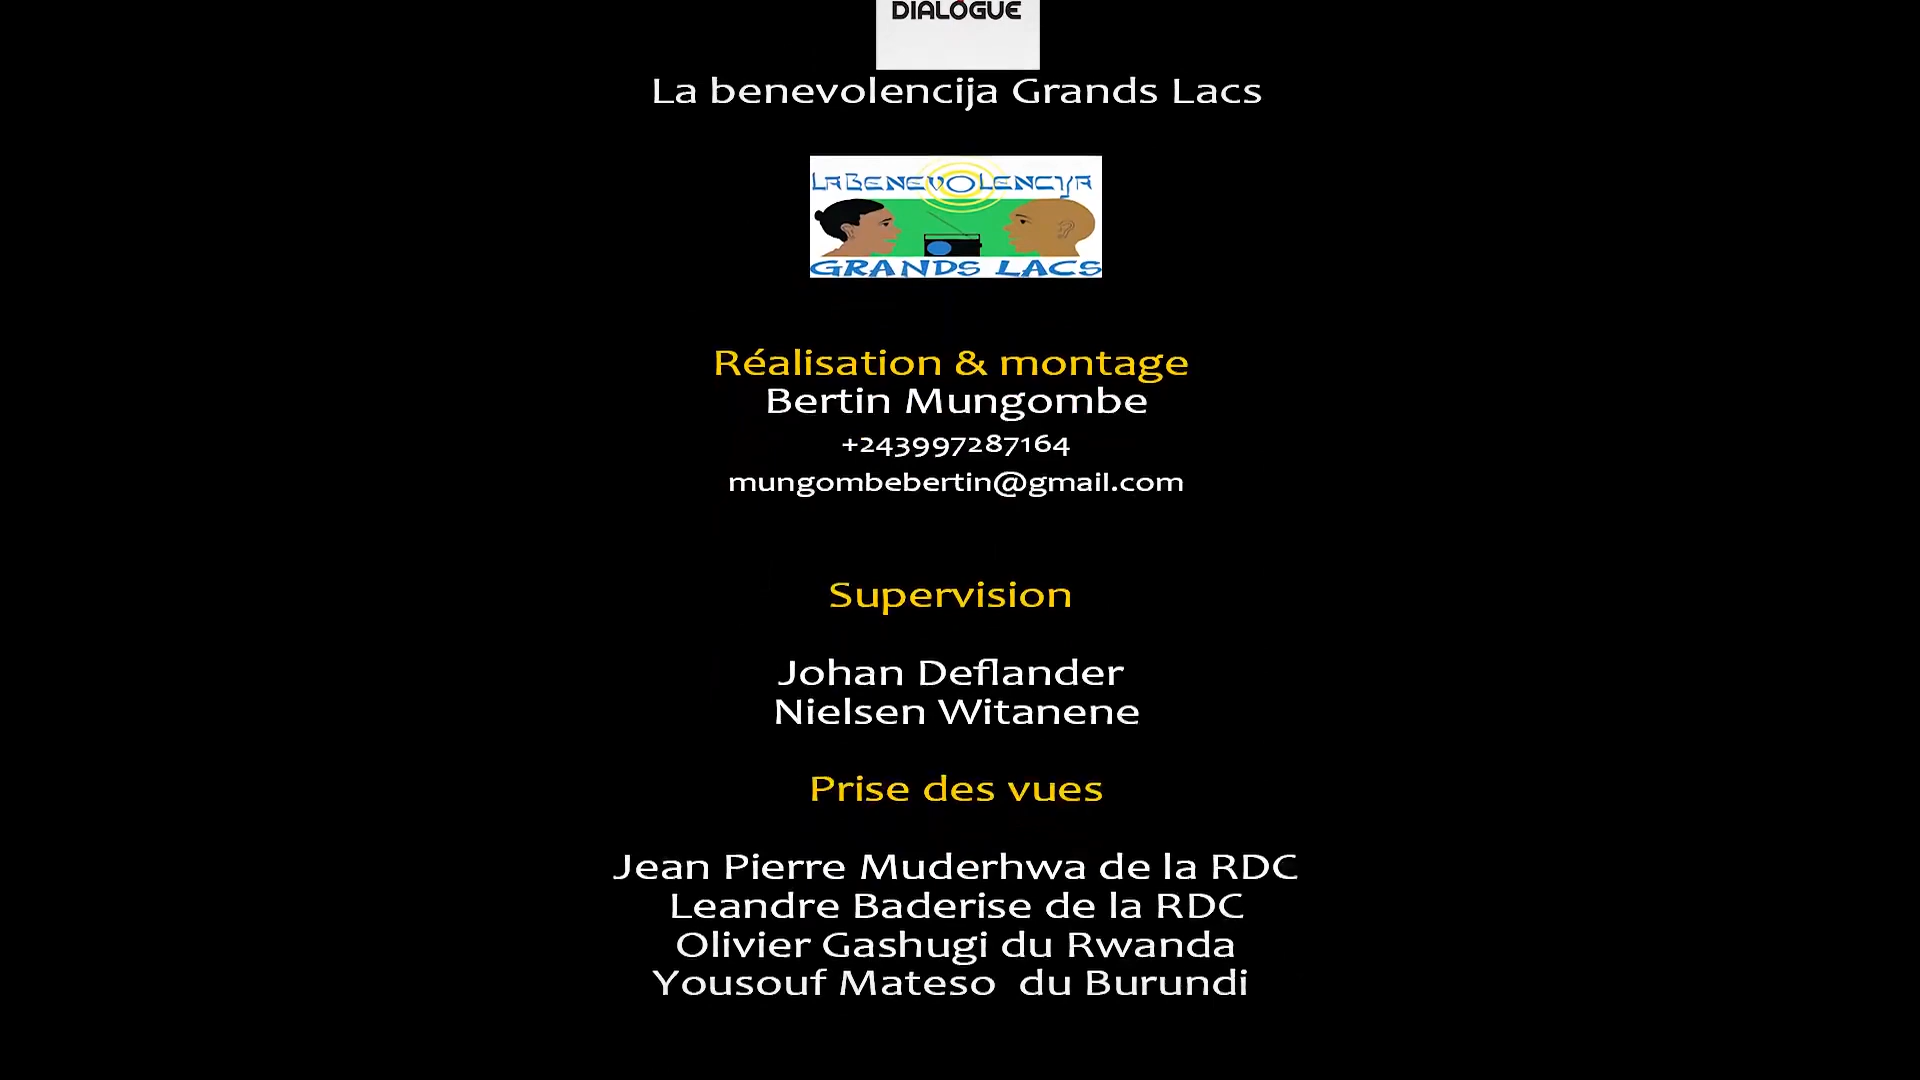 DIALOGUE
La benevolencija Grands Lacs
LABENEVOLENCIJA
GRANDS LACS
Réalisation & montage
Bertin Mungombe
+243997287164
mungombebertin@gmail.com
Supervision
Johan Deflander
Nielsen Witanene
Prise des vues
Jean Pierre Muderhwa de la RDC
Leandre Baderise de la RDC
Olivier Gashugi du Rwanda
Yousouf Mateso  du Burundi